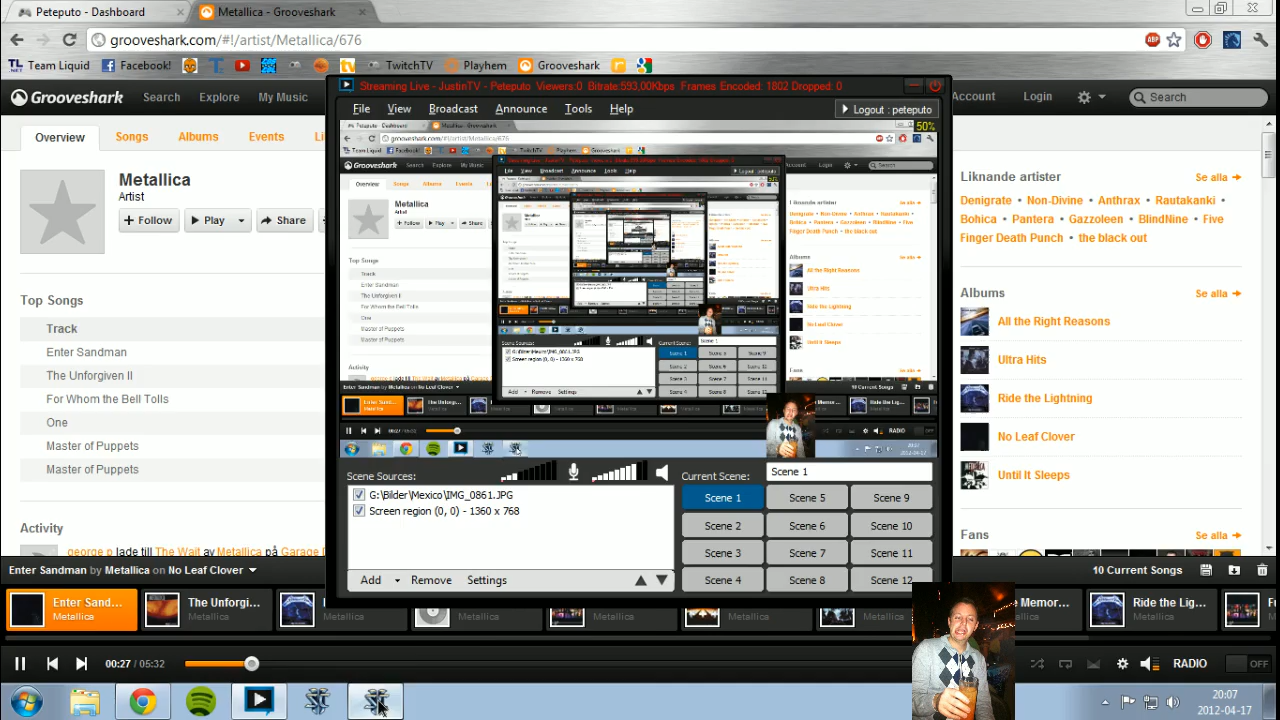 Peteputo - Dashboard
Metallica - Grooveshark
grooveshark.com/#!/artist/Metallica/676
ABP
Team Liquid
Facebook!
TwitchTV
Playhem
Grooveshark
Grooveshark
Search
Explore
My Music
Account
Login
Search
Overview
Songs
Albums
Events
Metallica
Artist
Follow
Play
Share
Top Songs
Track
Enter Sandman
The Unforgiven II
For Whom the Bell Tolls
One
Master of Puppets
Master of Puppets
Activity
george p lade till The Wait av Metallica på Garage
Streaming Live - JustinTV - Peteputo Viewers:0 Bitrate:593,00Kbps Frames Encoded: 1802 Dropped: 0
File
View
Broadcast
Announce
Tools
Help
Logout : peteputo
50%
Scene Sources:
G:\Bilder\Mexico\IMG_0861.JPG
Screen region (0, 0) - 1360 x 768
Add
Remove
Settings
Current Scene:
Scene 1
Scene 1
Scene 5
Scene 9
Scene 2
Scene 6
Scene 10
Scene 3
Scene 7
Scene 11
Scene 4
Scene 8
Scene 12
Liknande artister
Se alla
Denigrate • Non-Divine • Anthrax • Rautakanki •
Bohica • Pantera • Gazzoleen • BlindNine • Five
Finger Death Punch • the black out
Albums
Se alla
All the Right Reasons
Ultra Hits
Ride the Lightning
No Leaf Clover
Until It Sleeps
Fans
Se alla
Enter Sandman by Metallica on No Leaf Clover
10 Current Songs
Enter Sand...
Metallica
The Unforgi...
Metallica
Metallica
Metallica
Metallica
Metallica
Memor...
Ride the Lig...
Metallica
00:27 / 05:32
RADIO
OFF
20:07
2012-04-17